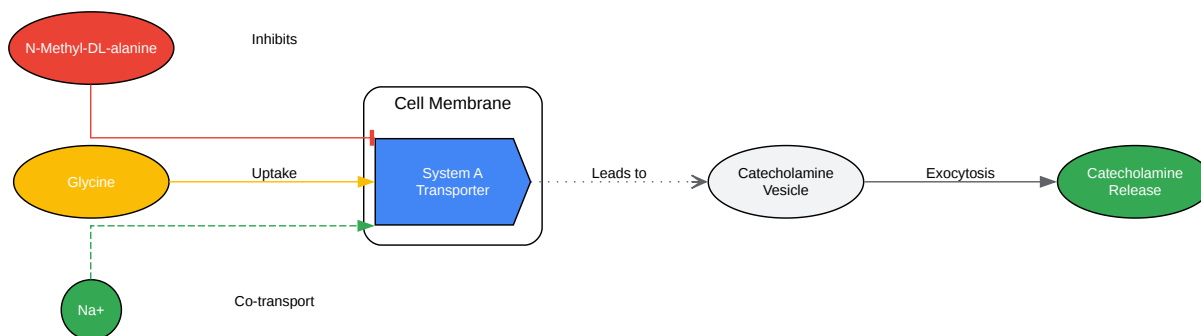 N-Methyl-DL-alanine
Inhibits
Cell Membrane
Glycine
Uptake
System A
Transporter
Leads to
Catecholamine
Vesicle
Exocytosis
Catecholamine
Release
Na+
Co-transport